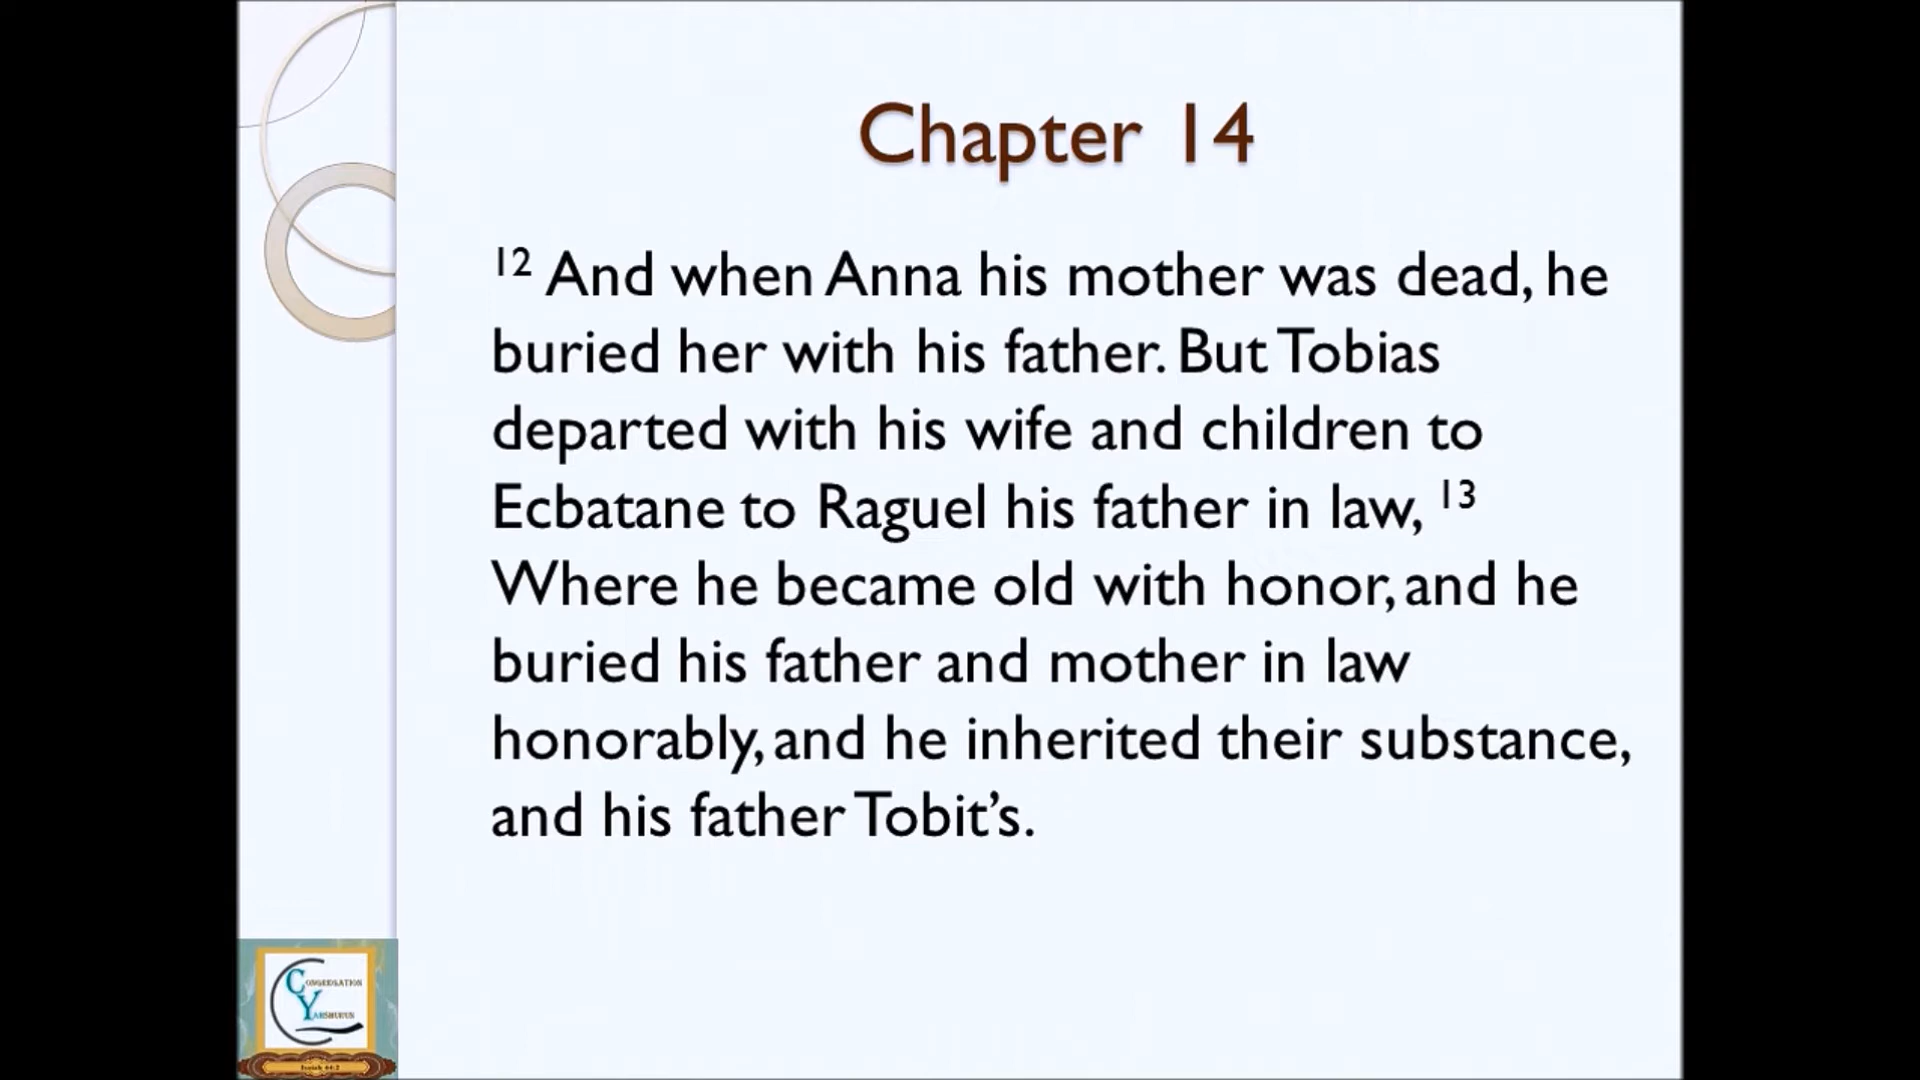 Chapter 14
12 And when Anna his mother was dead, he
buried her with his father. But Tobias
departed with his wife and children to
Ecbatane to Raguel his father in law, 13
Where he became old with honor, and he
buried his father and mother in law
honorably, and he inherited their substance,
and his father Tobit’s.
CONGREGATION
YAHSHURUN
Isaiah 44:2